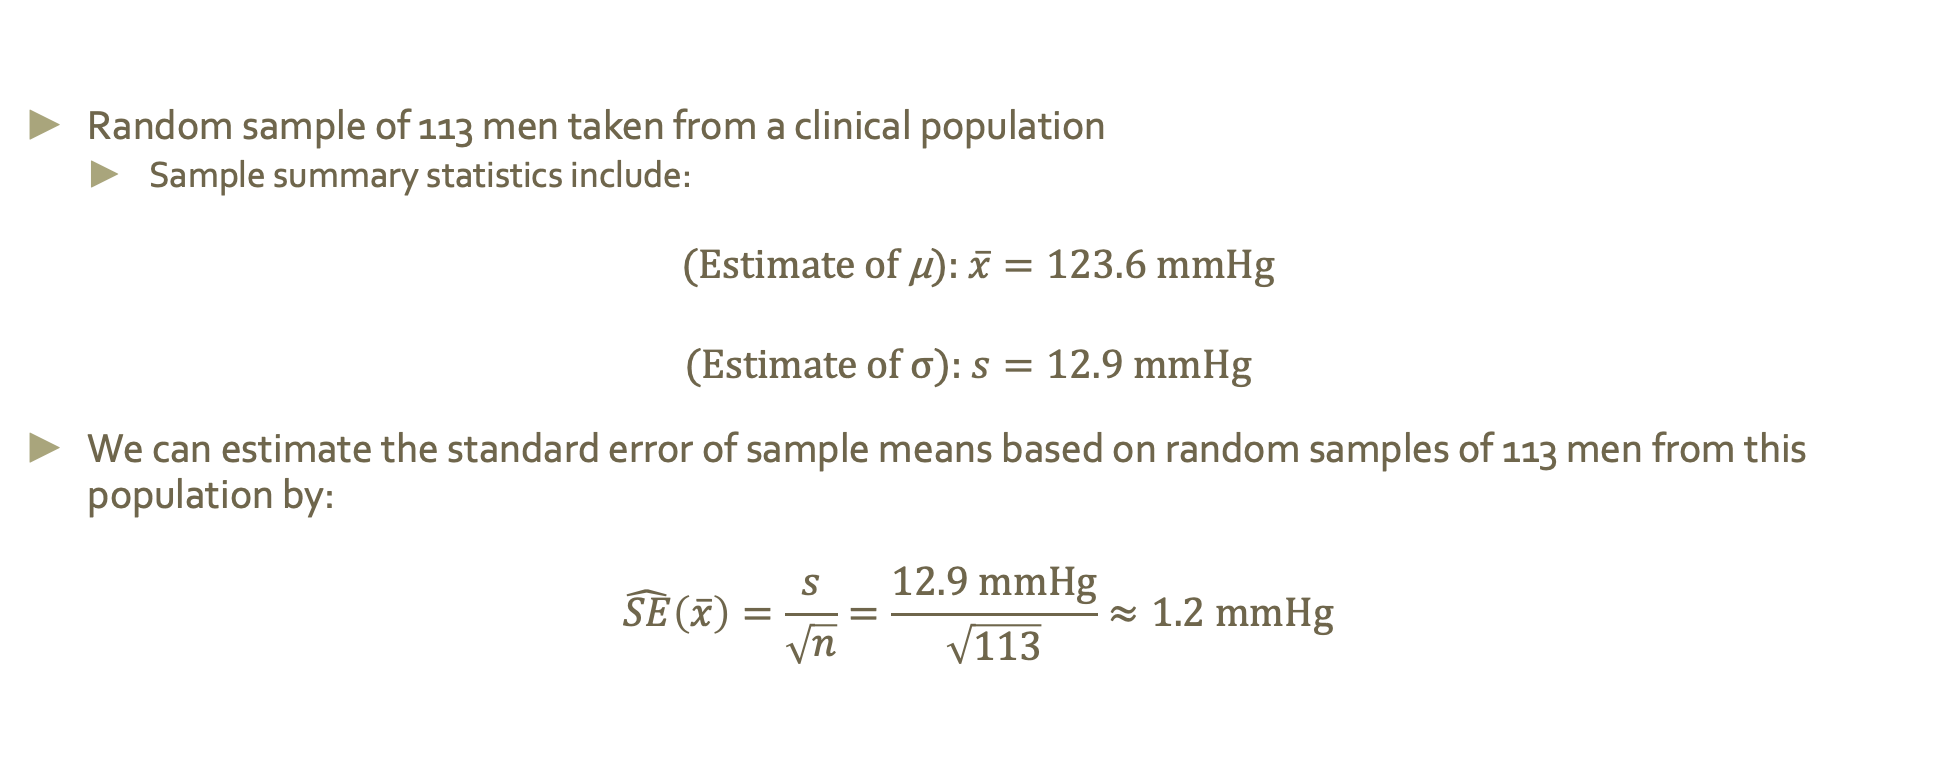 ► Random sample of 113 men taken from a clinical population
► Sample summary statistics include:
(Estimate of μ): x̄ = 123.6 mmHg
(Estimate of σ): s = 12.9 mmHg
► We can estimate the standard error of sample means based on random samples of 113 men from this
population by:
ŜE(x̄) = s/√n = 12.9 mmHg/√113 ≈ 1.2 mmHg